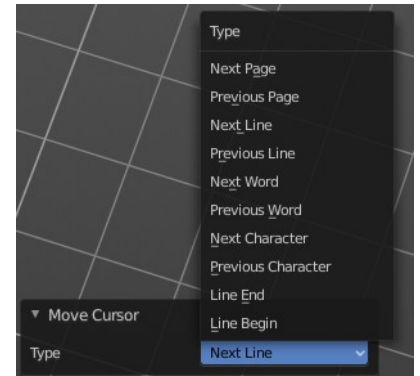 Type
Next Page
Previous Page
Next Line
Previous Line
Next Word
Previous Word
Next Character
Previous Character
Line End
Line Begin
Move Cursor
Type Next Line